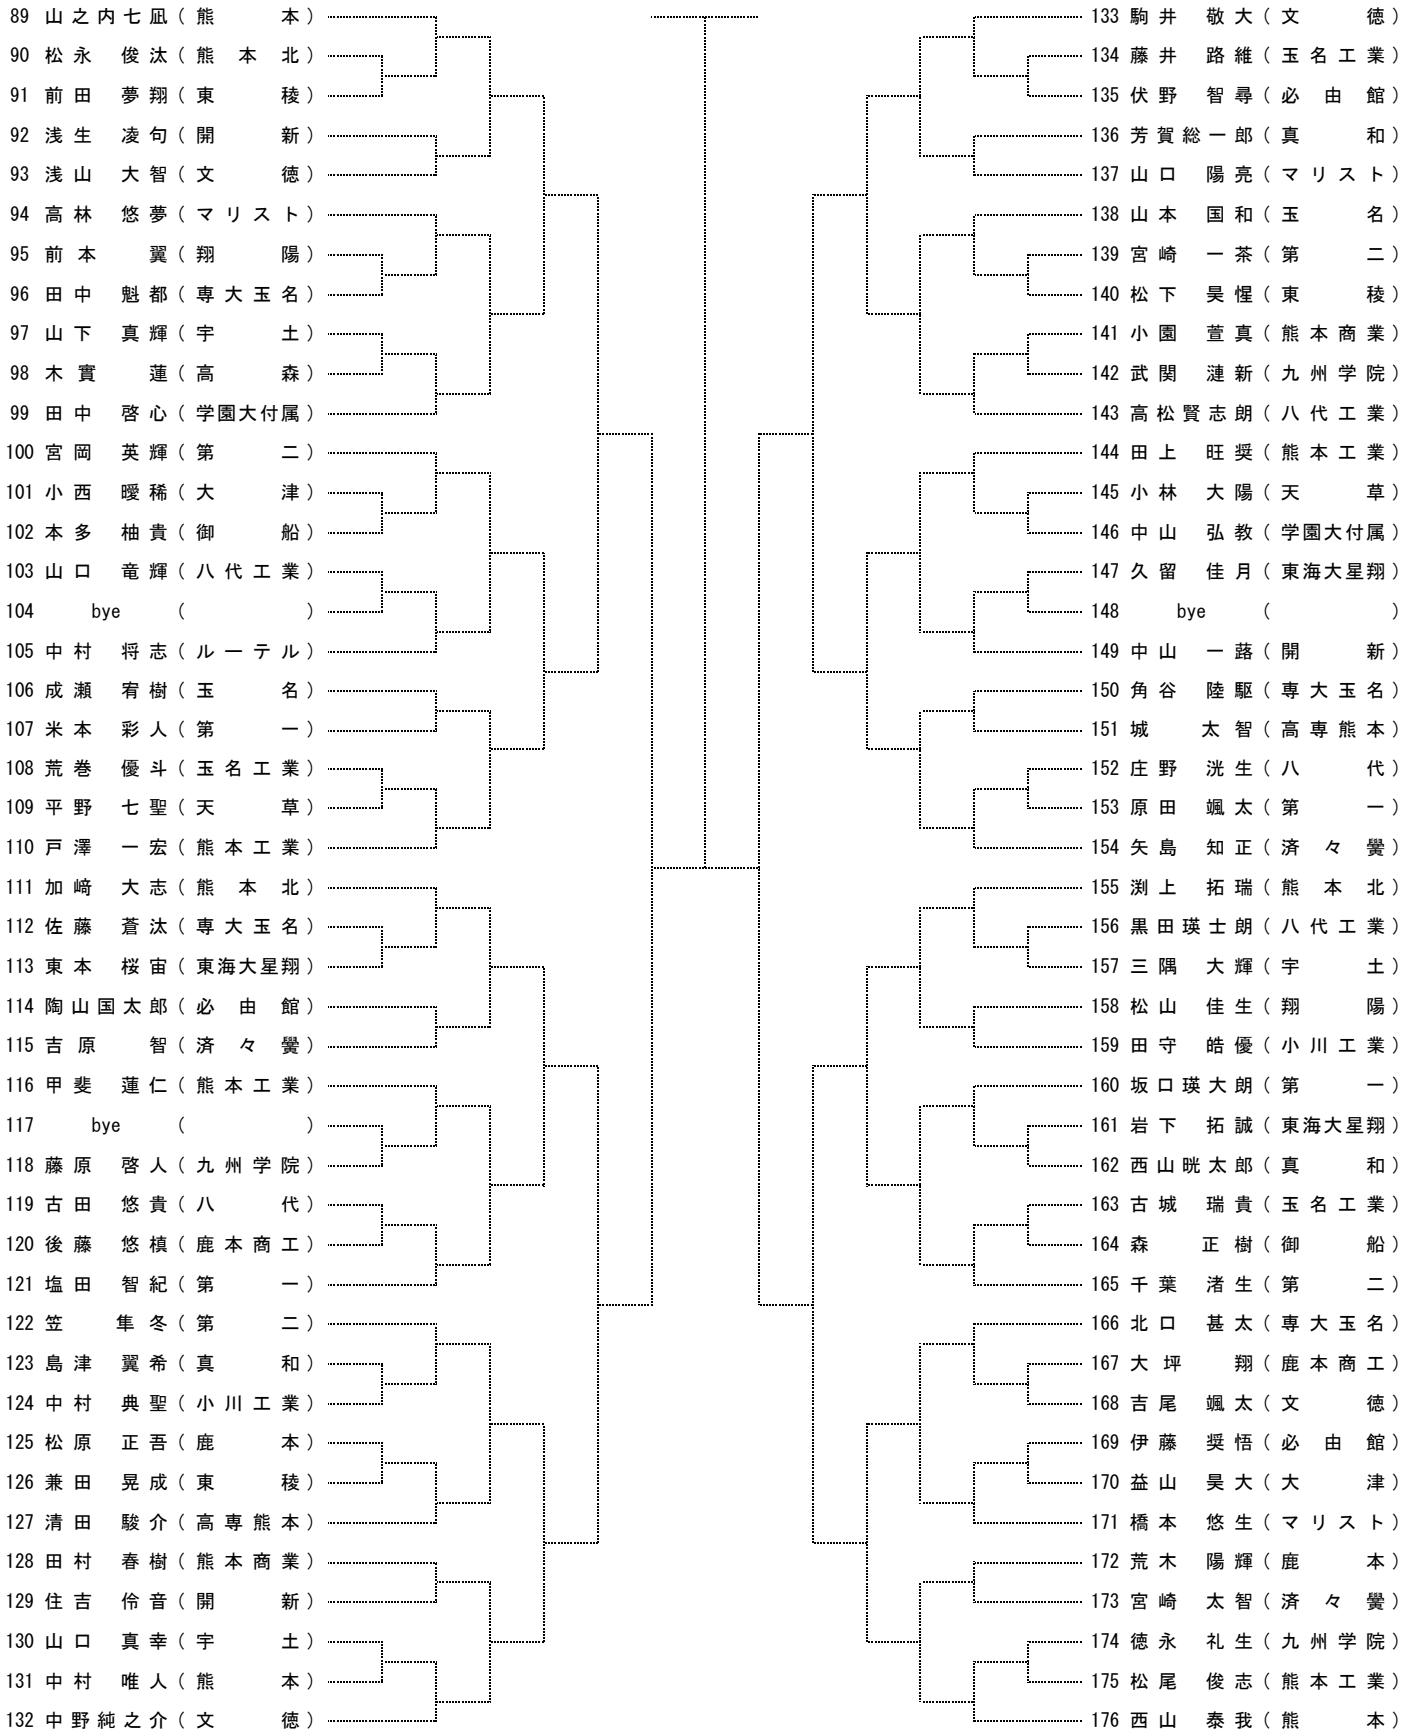 89 山之内七凪（熊本）
90 松永 俊汰（熊本北）
91 前田 夢翔（東稜）
92 浅生 凌句（開新）
93 浅山 大智（文徳）
94 高林 悠夢（マリスト）
95 前本 翼（翔陽）
96 田中 魁都（専大玉名）
97 山下 真輝（宇土）
98 木實 蓮（高森）
99 田中 啓心（学園大付属）
100 宮岡 英輝（第二）
101 小西 曖稀（大津）
102 本多 柚貴（御船）
103 山口 竜輝（八代工業）
104 bye （ ）
105 中村 将志（ルーテル）
106 成瀬 宥樹（玉名）
107 米本 彩人（第一）
108 荒巻 優斗（玉名工業）
109 平野 七聖（天草）
110 戸澤 一宏（熊本工業）
111 加﨑 大志（熊本北）
112 佐藤 蒼汰（専大玉名）
113 東本 桜宙（東海大星翔）
114 陶山国太郎（必由館）
115 吉原 智（済々黌）
116 甲斐 蓮仁（熊本工業）
117 bye （ ）
118 藤原 啓人（九州学院）
119 古田 悠貴（八代）
120 後藤 悠槙（鹿本商工）
121 塩田 智紀（第一）
122 笠 隼冬（第二）
123 島津 翼希（真和）
124 中村 典聖（小川工業）
125 松原 正吾（鹿本）
126 兼田 晃成（東稜）
127 清田 駿介（高専熊本）
128 田村 春樹（熊本商業）
129 住吉 伶音（開新）
130 山口 真幸（宇土）
131 中村 唯人（熊本）
132 中野純之介（文徳）
133 駒井 敬大（文徳）
134 藤井 路維（玉名工業）
135 伏野 智尋（必由館）
136 芳賀総一郎（真和）
137 山口 陽亮（マリスト）
138 山本 国和（玉名）
139 宮崎 一茶（第二）
140 松下 昊惺（東稜）
141 小園 萱真（熊本商業）
142 武関 漣新（九州学院）
143 高松賢志朗（八代工業）
144 田上 旺奨（熊本工業）
145 小林 大陽（天草）
146 中山 弘教（学園大付属）
147 久留 佳月（東海大星翔）
148 bye （ ）
149 中山 一蕗（開新）
150 角谷 陸駆（専大玉名）
151 城 太智（高専熊本）
152 庄野 洸生（八代）
153 原田 颯太（第一）
154 矢島 知正（済々黌）
155 渕上 拓瑞（熊本北）
156 黒田瑛士朗（八代工業）
157 三隅 大輝（宇土）
158 松山 佳生（翔陽）
159 田守 皓優（小川工業）
160 坂口瑛大朗（第一）
161 岩下 拓誠（東海大星翔）
162 西山晄太郎（真和）
163 古城 瑞貴（玉名工業）
164 森 正樹（御船）
165 千葉 渚生（第二）
166 北口 甚太（専大玉名）
167 大坪 翔（鹿本商工）
168 吉尾 颯太（文徳）
169 伊藤 奨悟（必由館）
170 益山 昊大（大津）
171 橋本 悠生（マリスト）
172 荒木 陽輝（鹿本）
173 宮崎 太智（済々黌）
174 徳永 礼生（九州学院）
175 松尾 俊志（熊本工業）
176 西山 泰我（熊本）